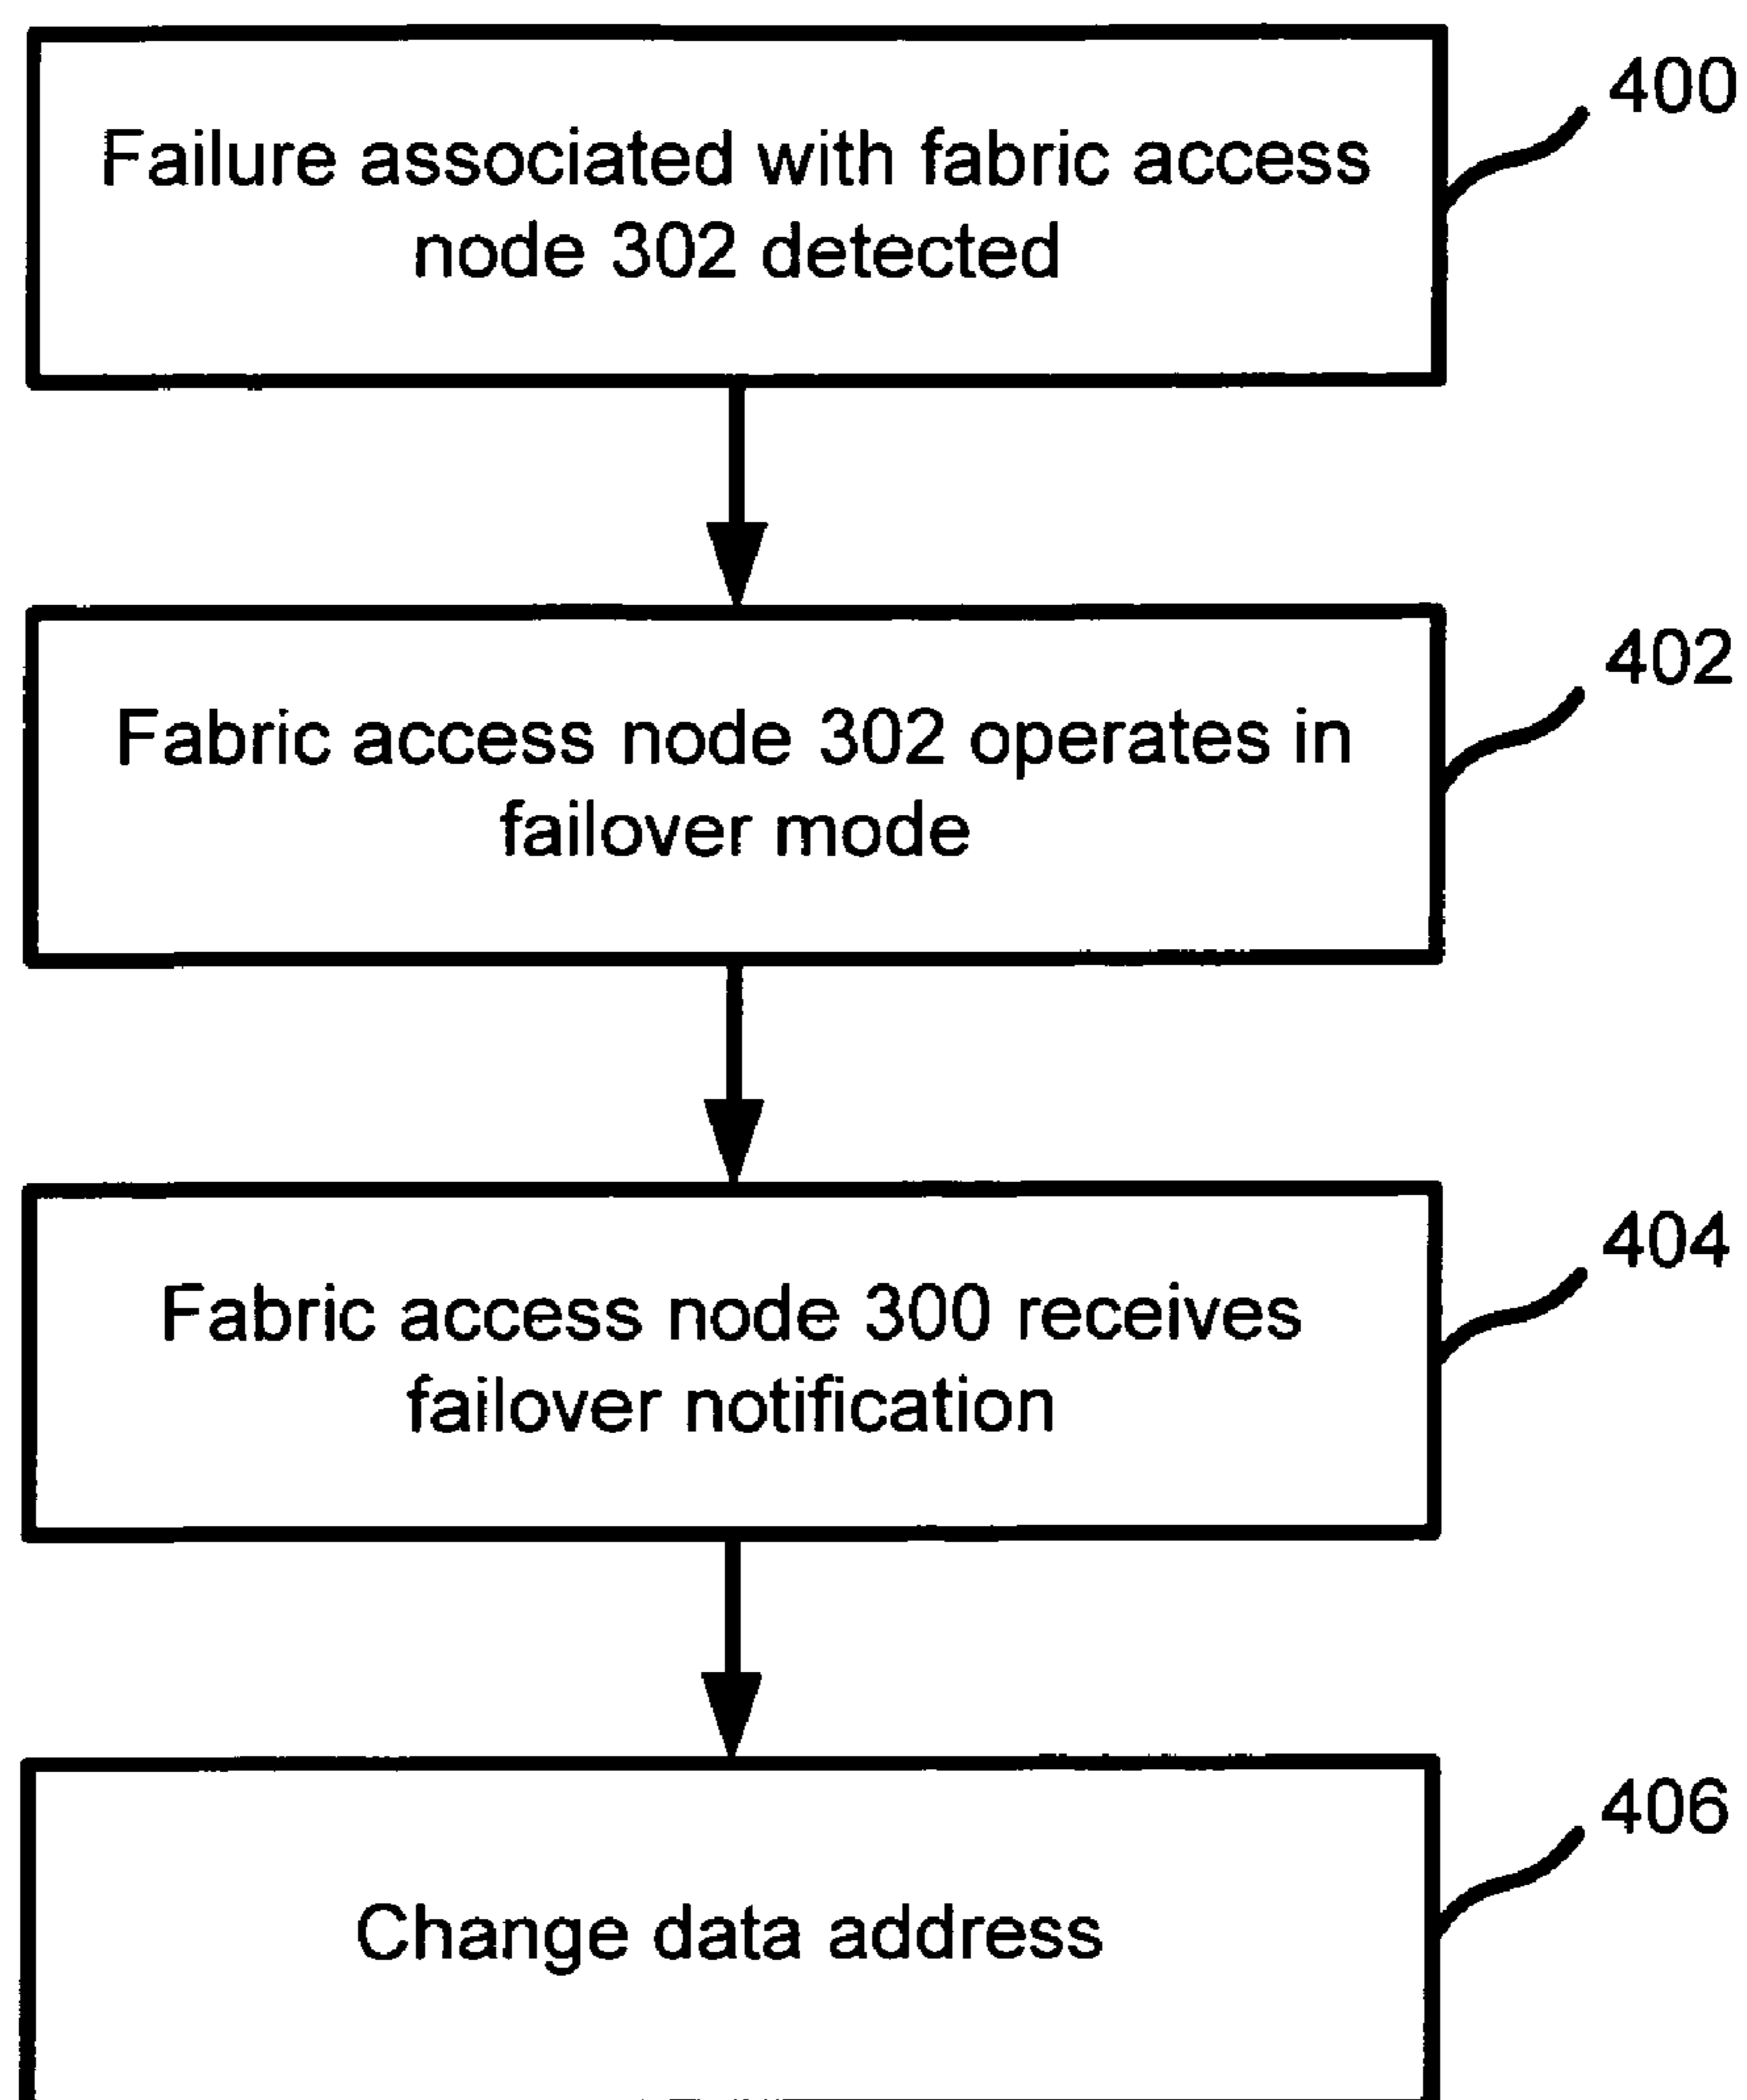 400
Failure associated with fabric access
node 302 detected
402
Fabric access node 302 operates in
failover mode
404
Fabric access node 300 receives
failover notification
406
Change data address